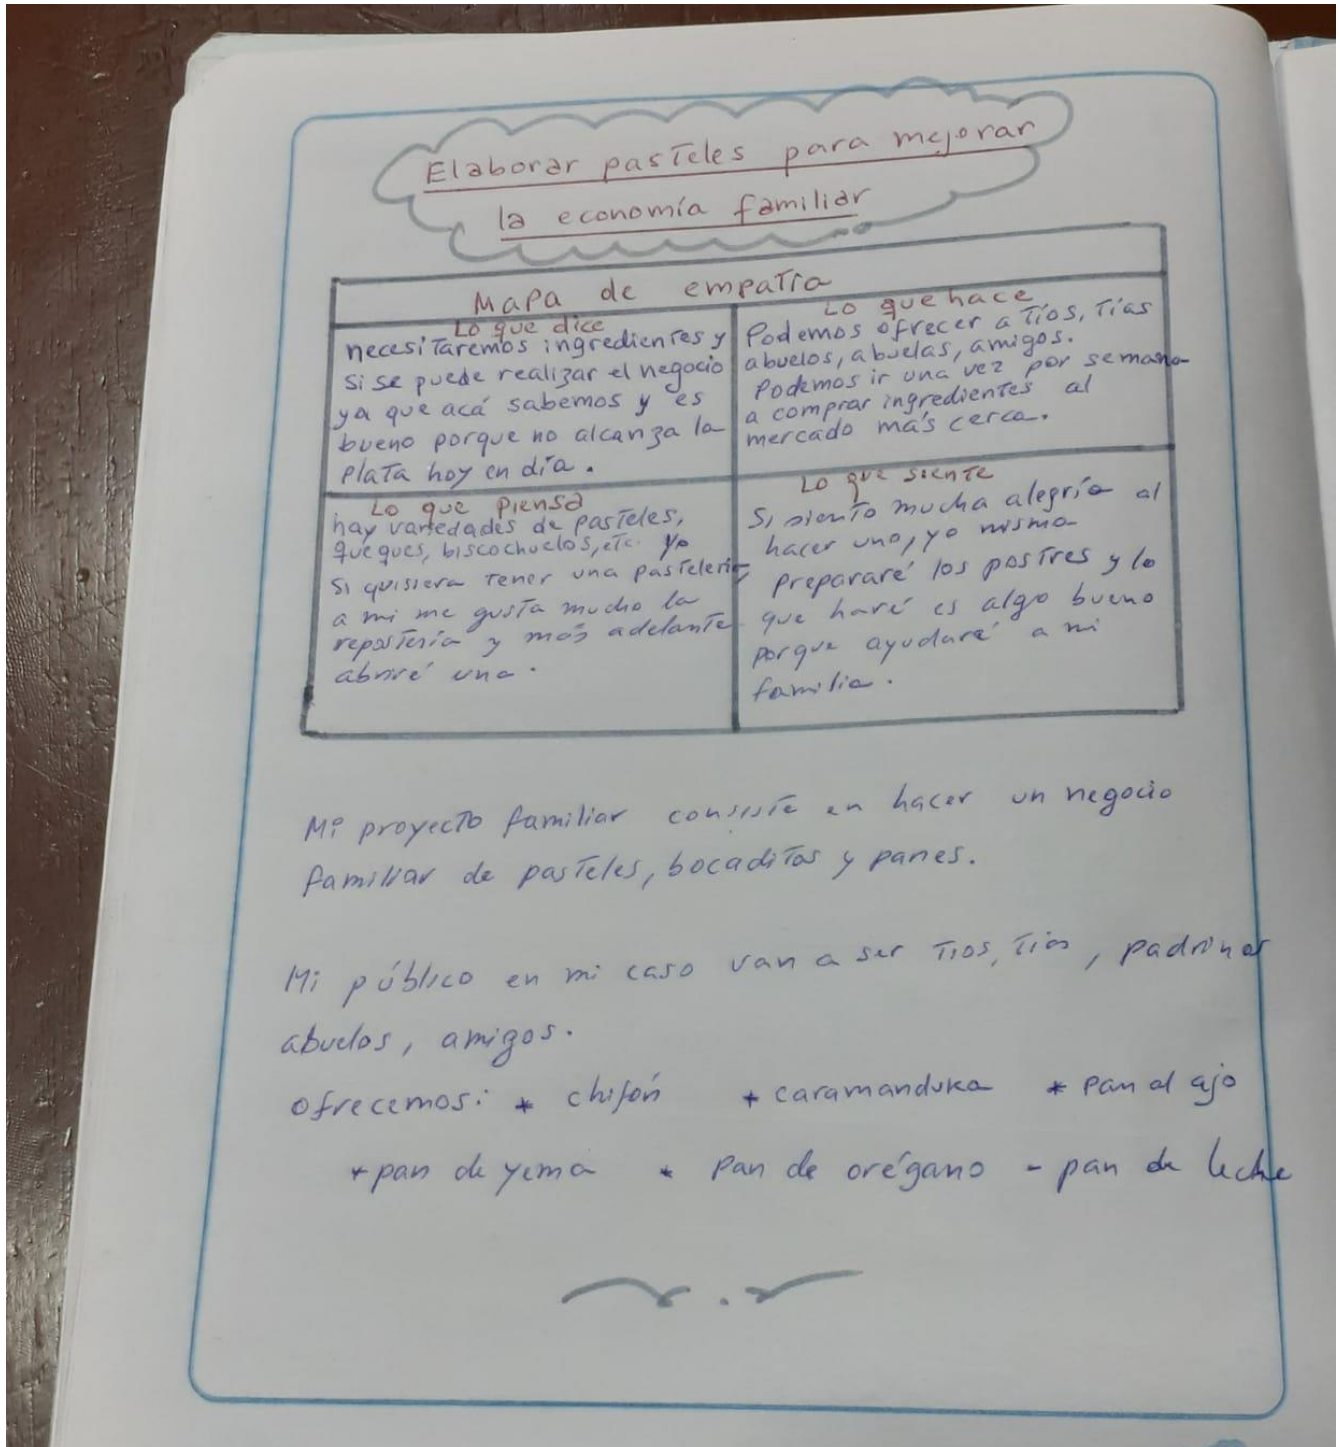 Elaborar pasteles para mejorar
la economía familiar
Mapa de empatía
Lo que dice
necesitaremos ingredientes y
si se puede realizar el negocio
ya que acá sabemos y es
bueno porque no alcanza la
plata hoy en día.
Lo que hace
Podemos ofrecer a tíos, tías
abuelos, abuelas, amigos.
Podemos ir una vez por semana
a comprar ingredientes al
mercado más cerca.
Lo que piensa
hay variedades de pasteles,
queques, biscochuelos, etc. yo
si quisiera tener una pastelería
a mi me gusta mucho la
repostería y más adelante
abriré una.
Lo que siente
Si siento mucha alegría al
hacer uno, yo misma
prepararé los postres y lo
que haré es algo bueno
porque ayudaré a mi
familia.
Mi proyecto familiar consiste en hacer un negocio
familiar de pasteles, bocaditos y panes.
Mi público en mi caso van a ser tios, tías, padrinos
abuelos, amigos.
ofrecemos: * chifón * caramanduka * pan al ajo
* pan de yema * Pan de orégano - pan de leche